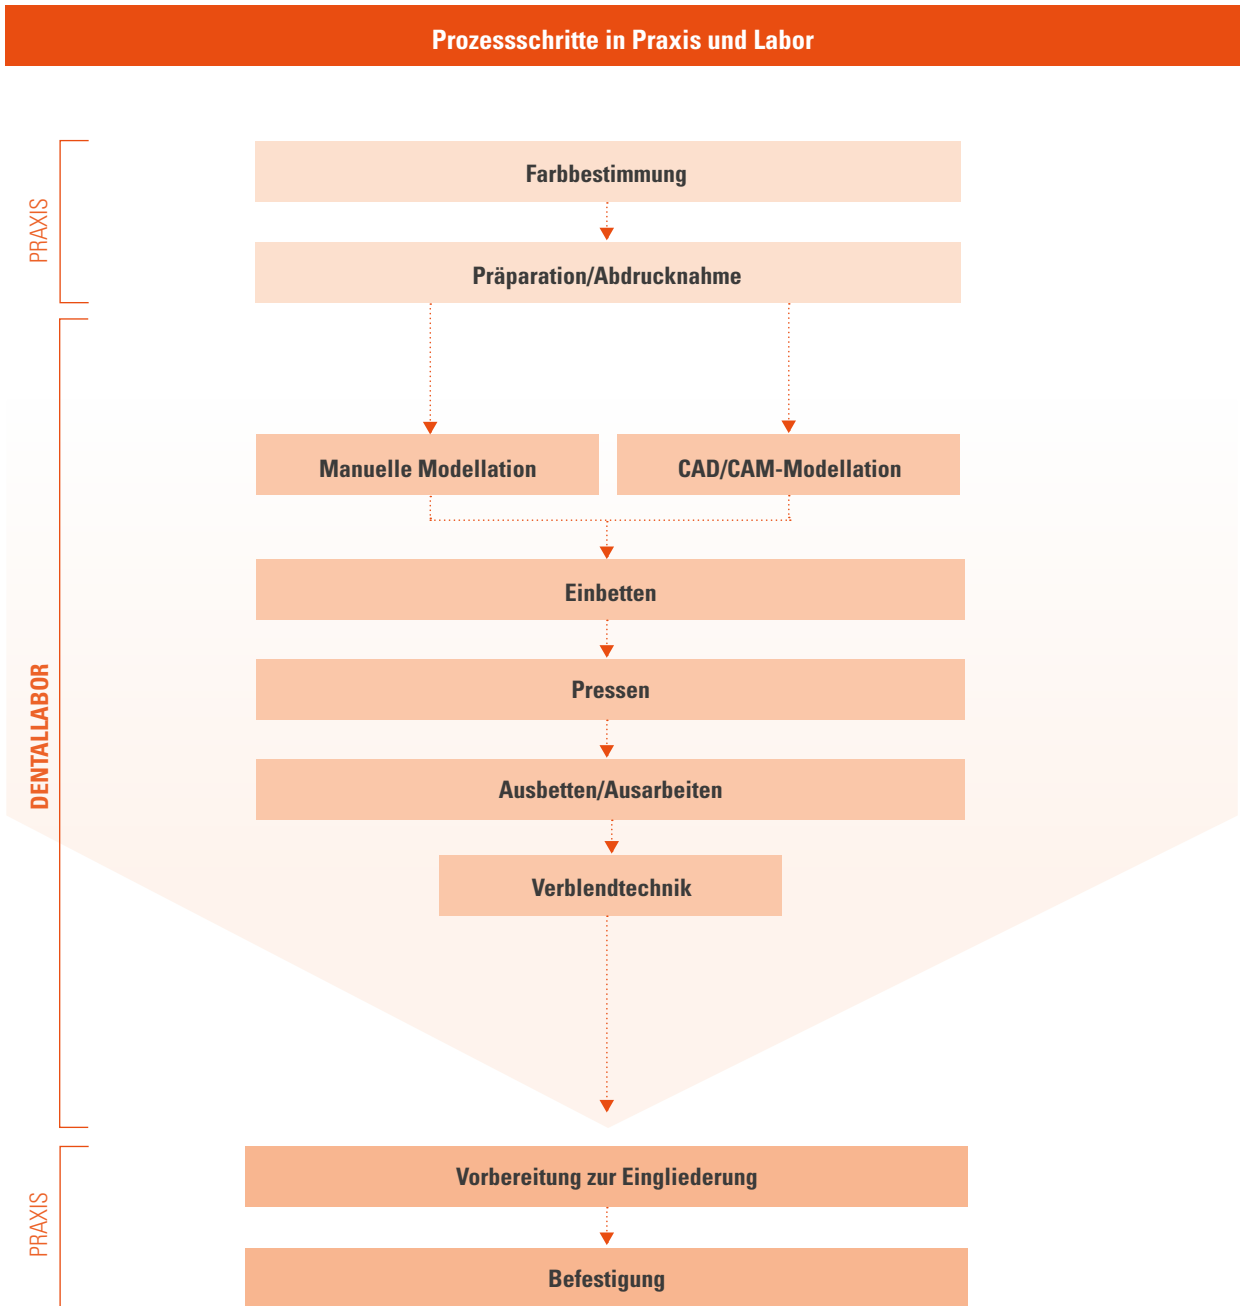 Prozessschritte in Praxis und Labor
PRAXIS
Farbbestimmung
Präparation/Abdrucknahme
DENTALLABOR
Manuelle Modellation
CAD/CAM-Modellation
Einbetten
Pressen
Ausbetten/Ausarbeiten
Verblendtechnik
PRAXIS
Vorbereitung zur Eingliederung
Befestigung